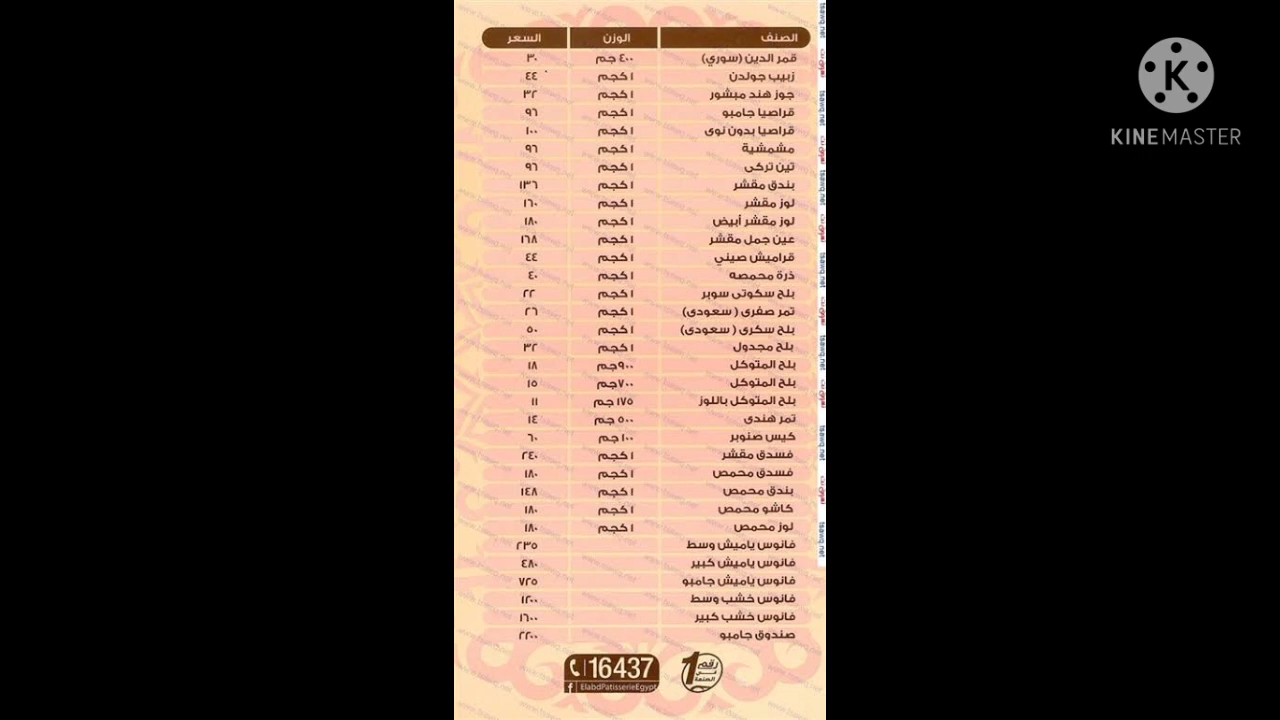 الصنف الوزن السعر
قمر الدين (سوري) ٤٠٠ جم ٣٠
زبيب جولدن ١ كجم ٤٤
جوز هند مبشور ١ كجم ٣٢
قراصيا جامبو ١ كجم ٩٦
قراصيا بدون نوى ١ كجم ١٠٠
مشمشية ١ كجم ٩٦
تين تركى ١ كجم ٩٦
بندق مقشر ١ كجم ١٣٦
لوز مقشر ١ كجم ١٦٠
لوز مقشر أبيض ١ كجم ١٨٠
عين جمل مقشر ١ كجم ١٦٨
قراميش صيني ١ كجم ٤٤
ذرة محمصه ١ كجم ٤٠
بلح سكوتى سوبر ١ كجم ٢٢
تمر صفرى ( سعودى) ١ كجم ٢٦
بلح سكرى ( سعودى) ١ كجم ٥٠
بلح مجدول ١ كجم ٣٢
بلح المتوكل ٩٠٠جم ١٨
بلح المتوكل ٧٠٠جم ١٥
بلح المتوكل باللوز ١٧٥ جم ١١
تمر هندى ٥٠٠ جم ١٤
كيس صنوبر ١٠٠ جم ٦٠
فسدق مقشر ١ كجم ٢٤٠
فسدق محمص ١ كجم ١٨٠
بندق محمص ١ كجم ١٤٨
كاشو محمص ١ كجم ١٨٠
لوز محمص ١ كجم ١٨٠
فانوس ياميش وسط ٢٣٥
فانوس ياميش كبير ٤٨٠
فانوس ياميش جامبو ٧٢٥
فانوس خشب وسط ١٢٠٠
فانوس خشب كبير ١٦٠٠
صندوق جامبو ٢٢٠٠
رقم 1 في الصنعة
16437
ElabdPatisserieEgypt
tsawq.net
K
KINEMASTER